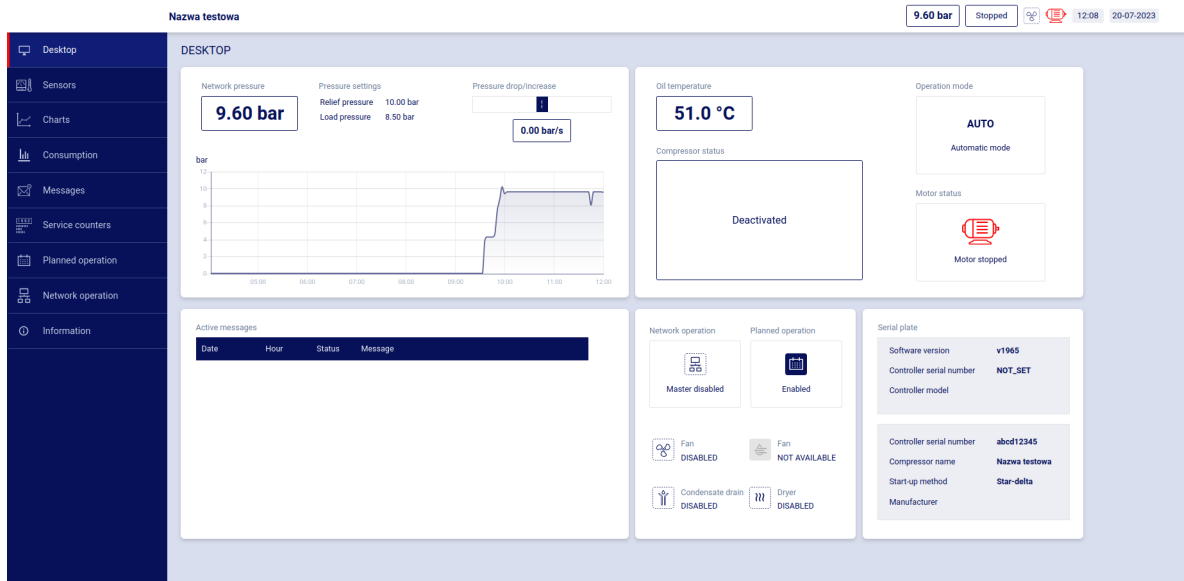 Nazwa testowa
9.60 bar
Stopped
12:08
20-07-2023
Desktop
Sensors
Charts
Consumption
Messages
Service counters
Planned operation
Network operation
Information
DESKTOP
Network pressure
9.60 bar
Pressure settings
Relief pressure 10.00 bar
Load pressure 8.50 bar
Pressure drop/increase
0.00 bar/s
bar
12
10
8
6
4
2
0
05:00 06:00 07:00 08:00 09:00 10:00 11:00 12:00
Oil temperature
51.0 °C
Compressor status
Deactivated
Operation mode
AUTO
Automatic mode
Motor status
Motor stopped
Active messages
Date Hour Status Message
Network operation
Master disabled
Planned operation
Enabled
Fan
DISABLED
Fan
NOT AVAILABLE
Condensate drain
DISABLED
Dryer
DISABLED
Serial plate
Software version v1965
Controller serial number NOT_SET
Controller model
Controller serial number abcd12345
Compressor name Nazwa testowa
Start-up method Star-delta
Manufacturer